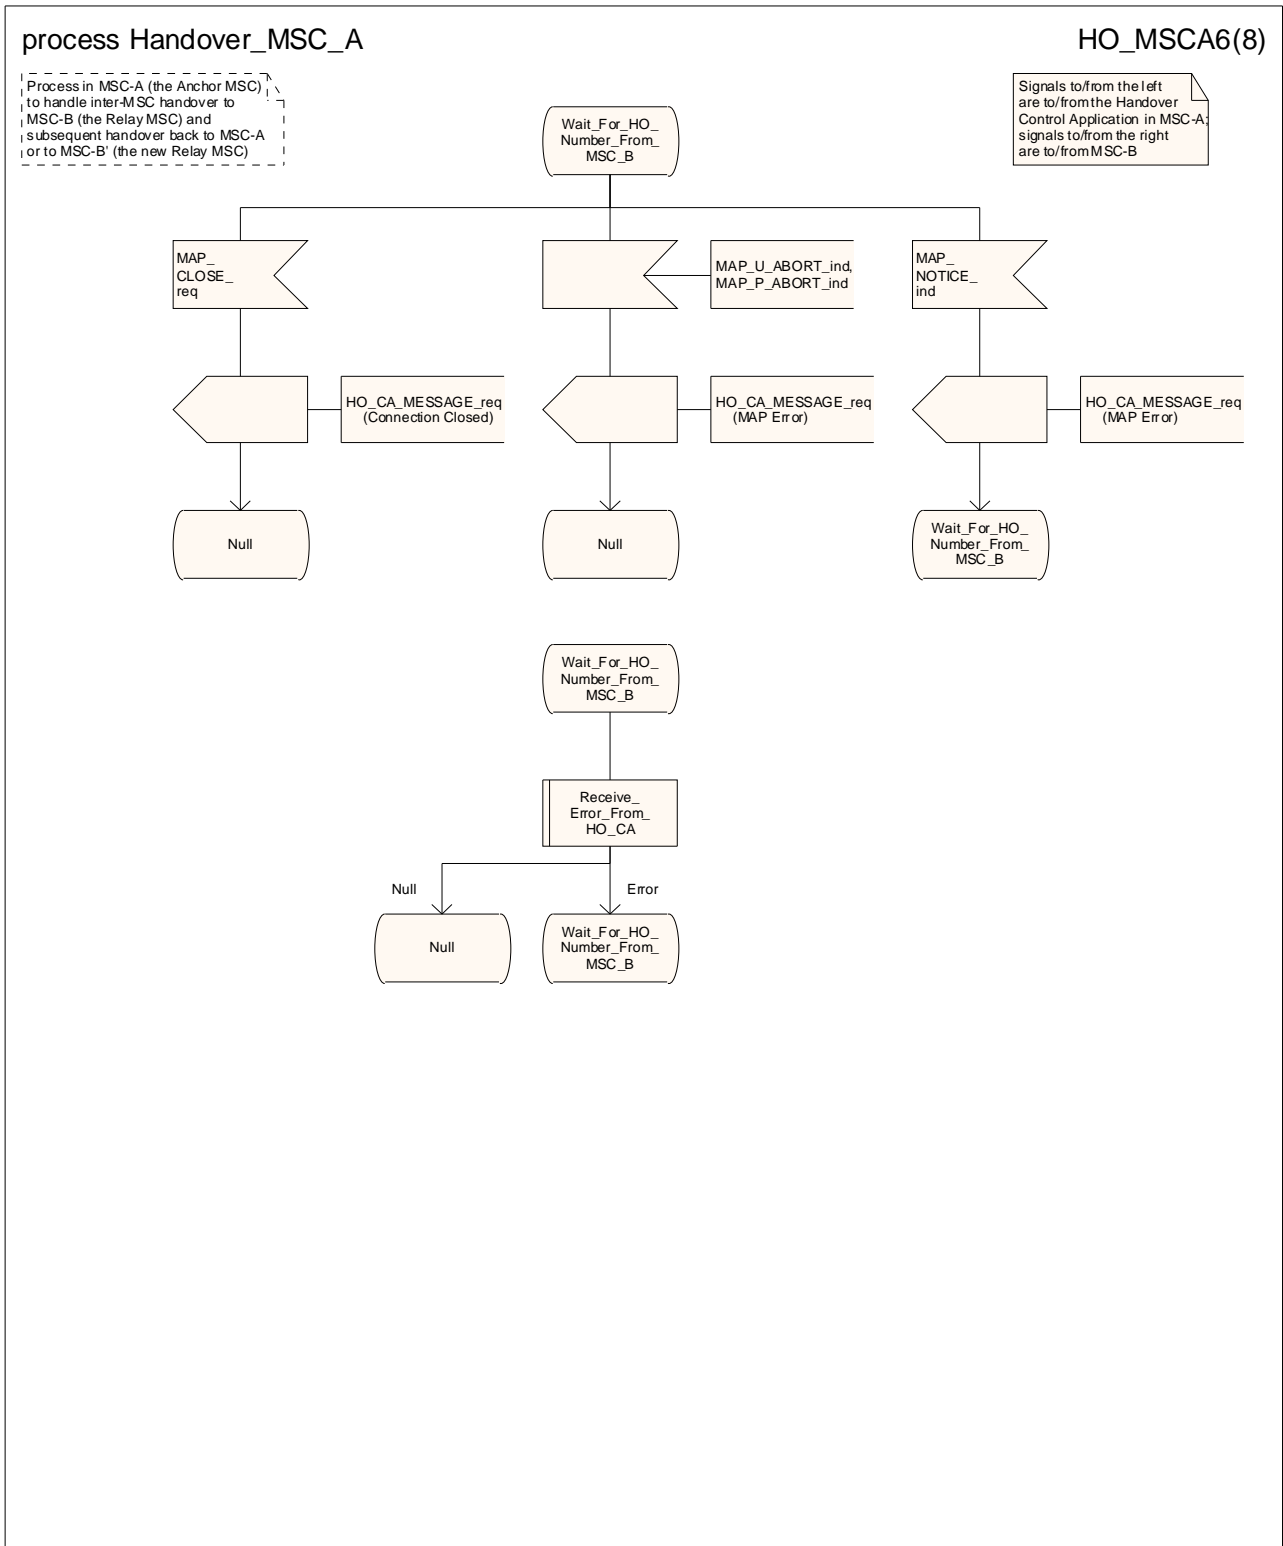 process Handover_MSC_A
HO_MSCA6(8)
Process in MSC-A (the Anchor MSC)
to handle inter-MSC handover to
MSC-B (the Relay MSC) and
subsequent handover back to MSC-A
or to MSC-B' (the new Relay MSC)
Signals to/from the left
are to/from the Handover
Control Application in MSC-A;
signals to/from the right
are to/from MSC-B
Wait_For_HO_
Number_From_
MSC_B
MAP_
CLOSE_
req
MAP_U_ABORT_ind,
MAP_P_ABORT_ind
MAP_
NOTICE_
ind
HO_CA_MESSAGE_req
(Connection Closed)
HO_CA_MESSAGE_req
(MAP Error)
HO_CA_MESSAGE_req
(MAP Error)
Null
Null
Wait_For_HO_
Number_From_
MSC_B
Wait_For_HO_
Number_From_
MSC_B
Receive_
Error_From_
HO_CA
Null
Error
Null
Wait_For_HO_
Number_From_
MSC_B